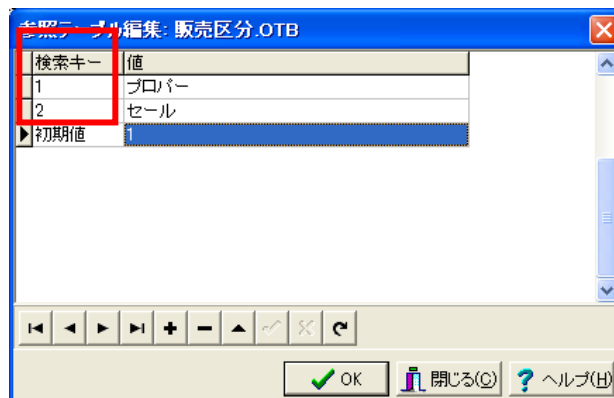 参照テーブル編集: 販売区分.OTB
検索キー 値
1 プロパー
2 セール
初期値 1
OK 閉じる(C) ヘルプ(H)